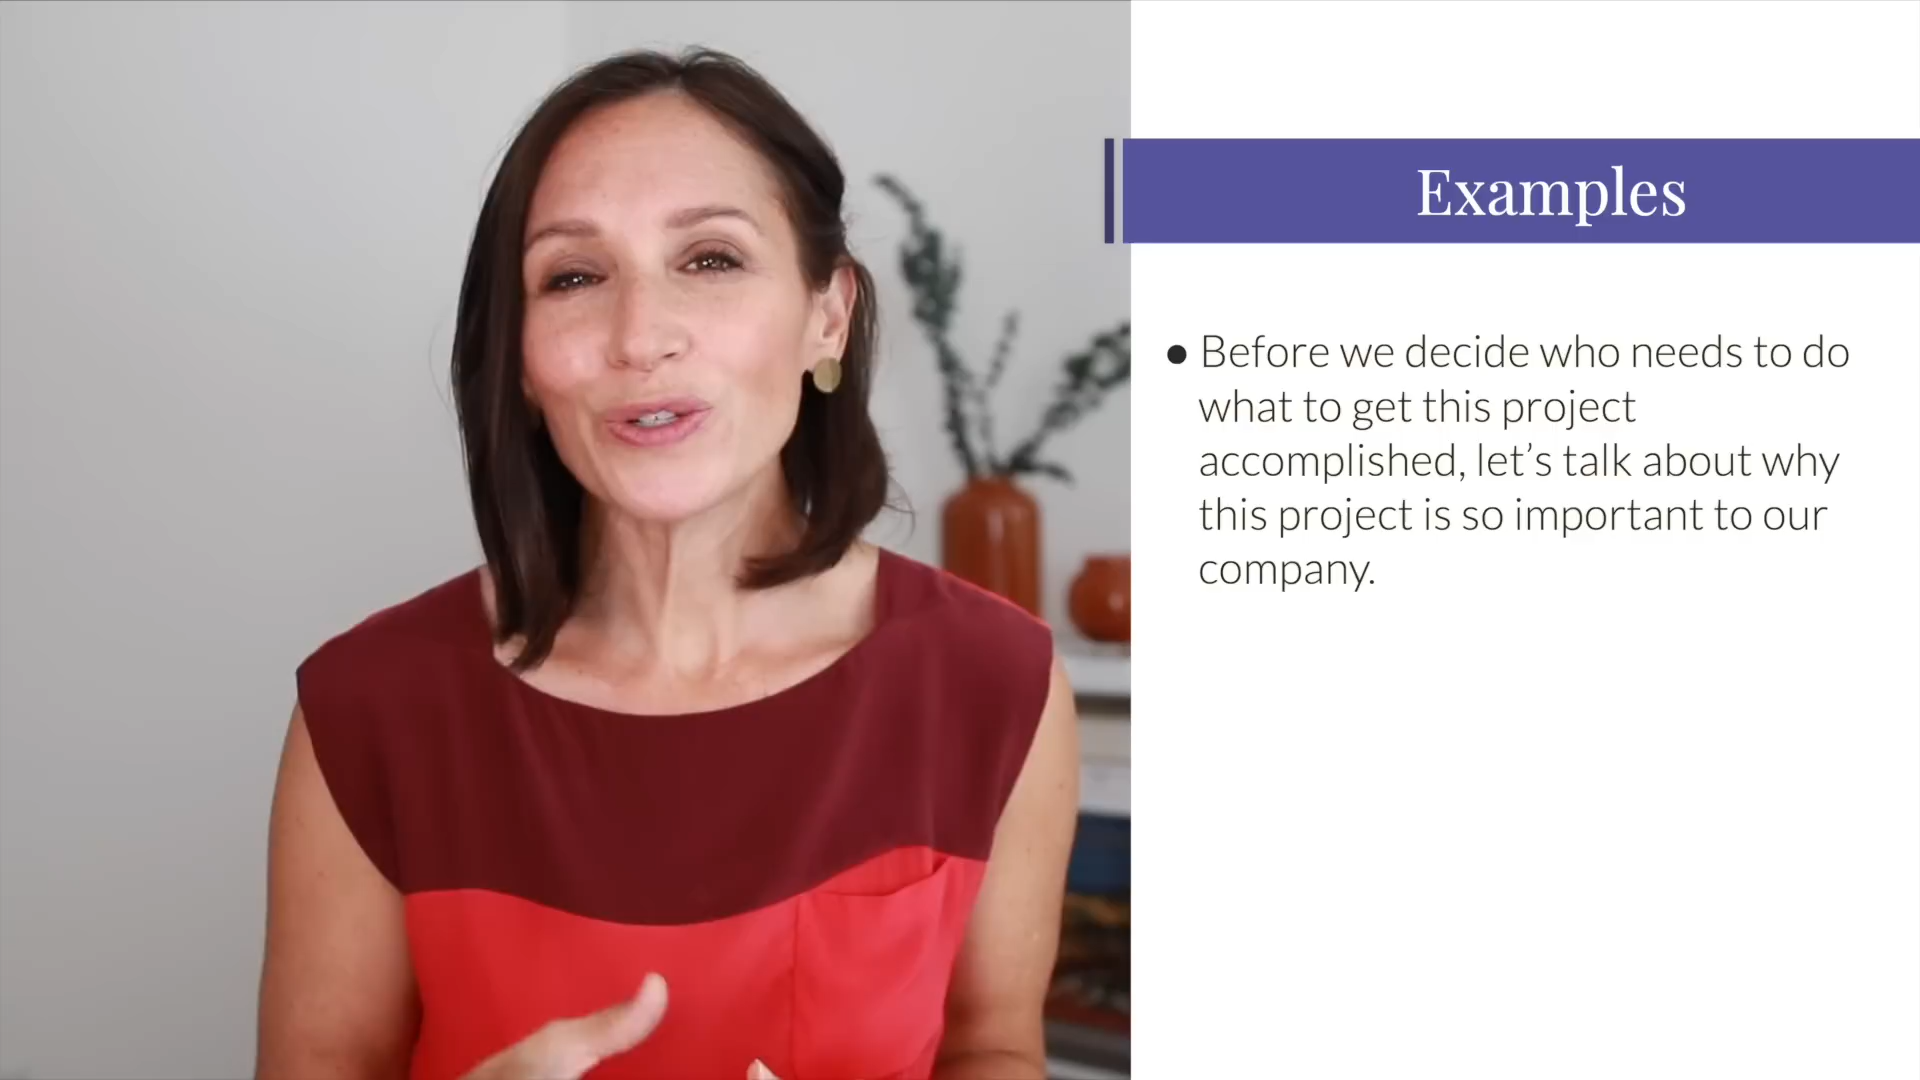 Examples
● Before we decide who needs to do
what to get this project
accomplished, let’s talk about why
this project is so important to our
company.